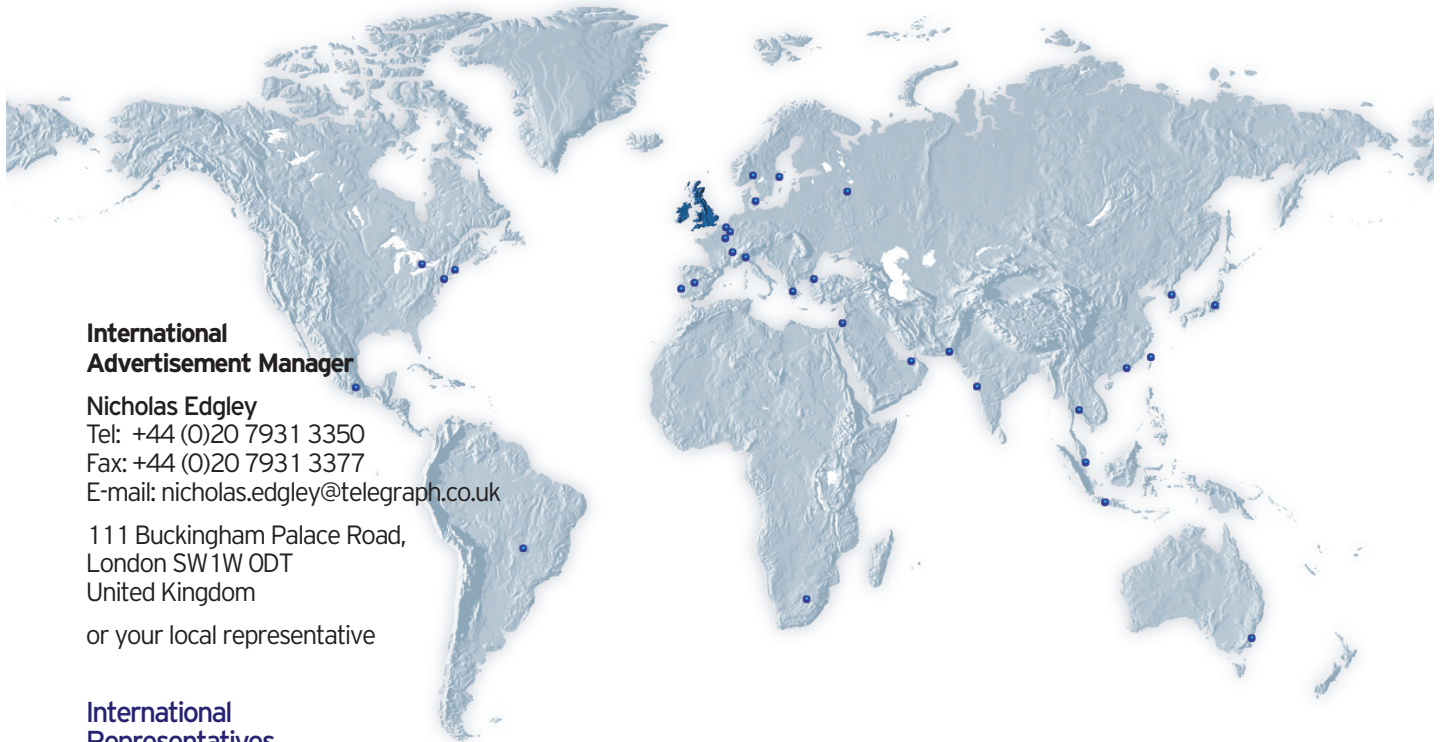 International
Advertisement Manager
Nicholas Edgley
Tel: +44 (0)20 7931 3350
Fax: +44 (0)20 7931 3377
E-mail: nicholas.edgley@telegraph.co.uk
111 Buckingham Palace Road,
London SW1W 0DT
United Kingdom
or your local representative
International
Representatives